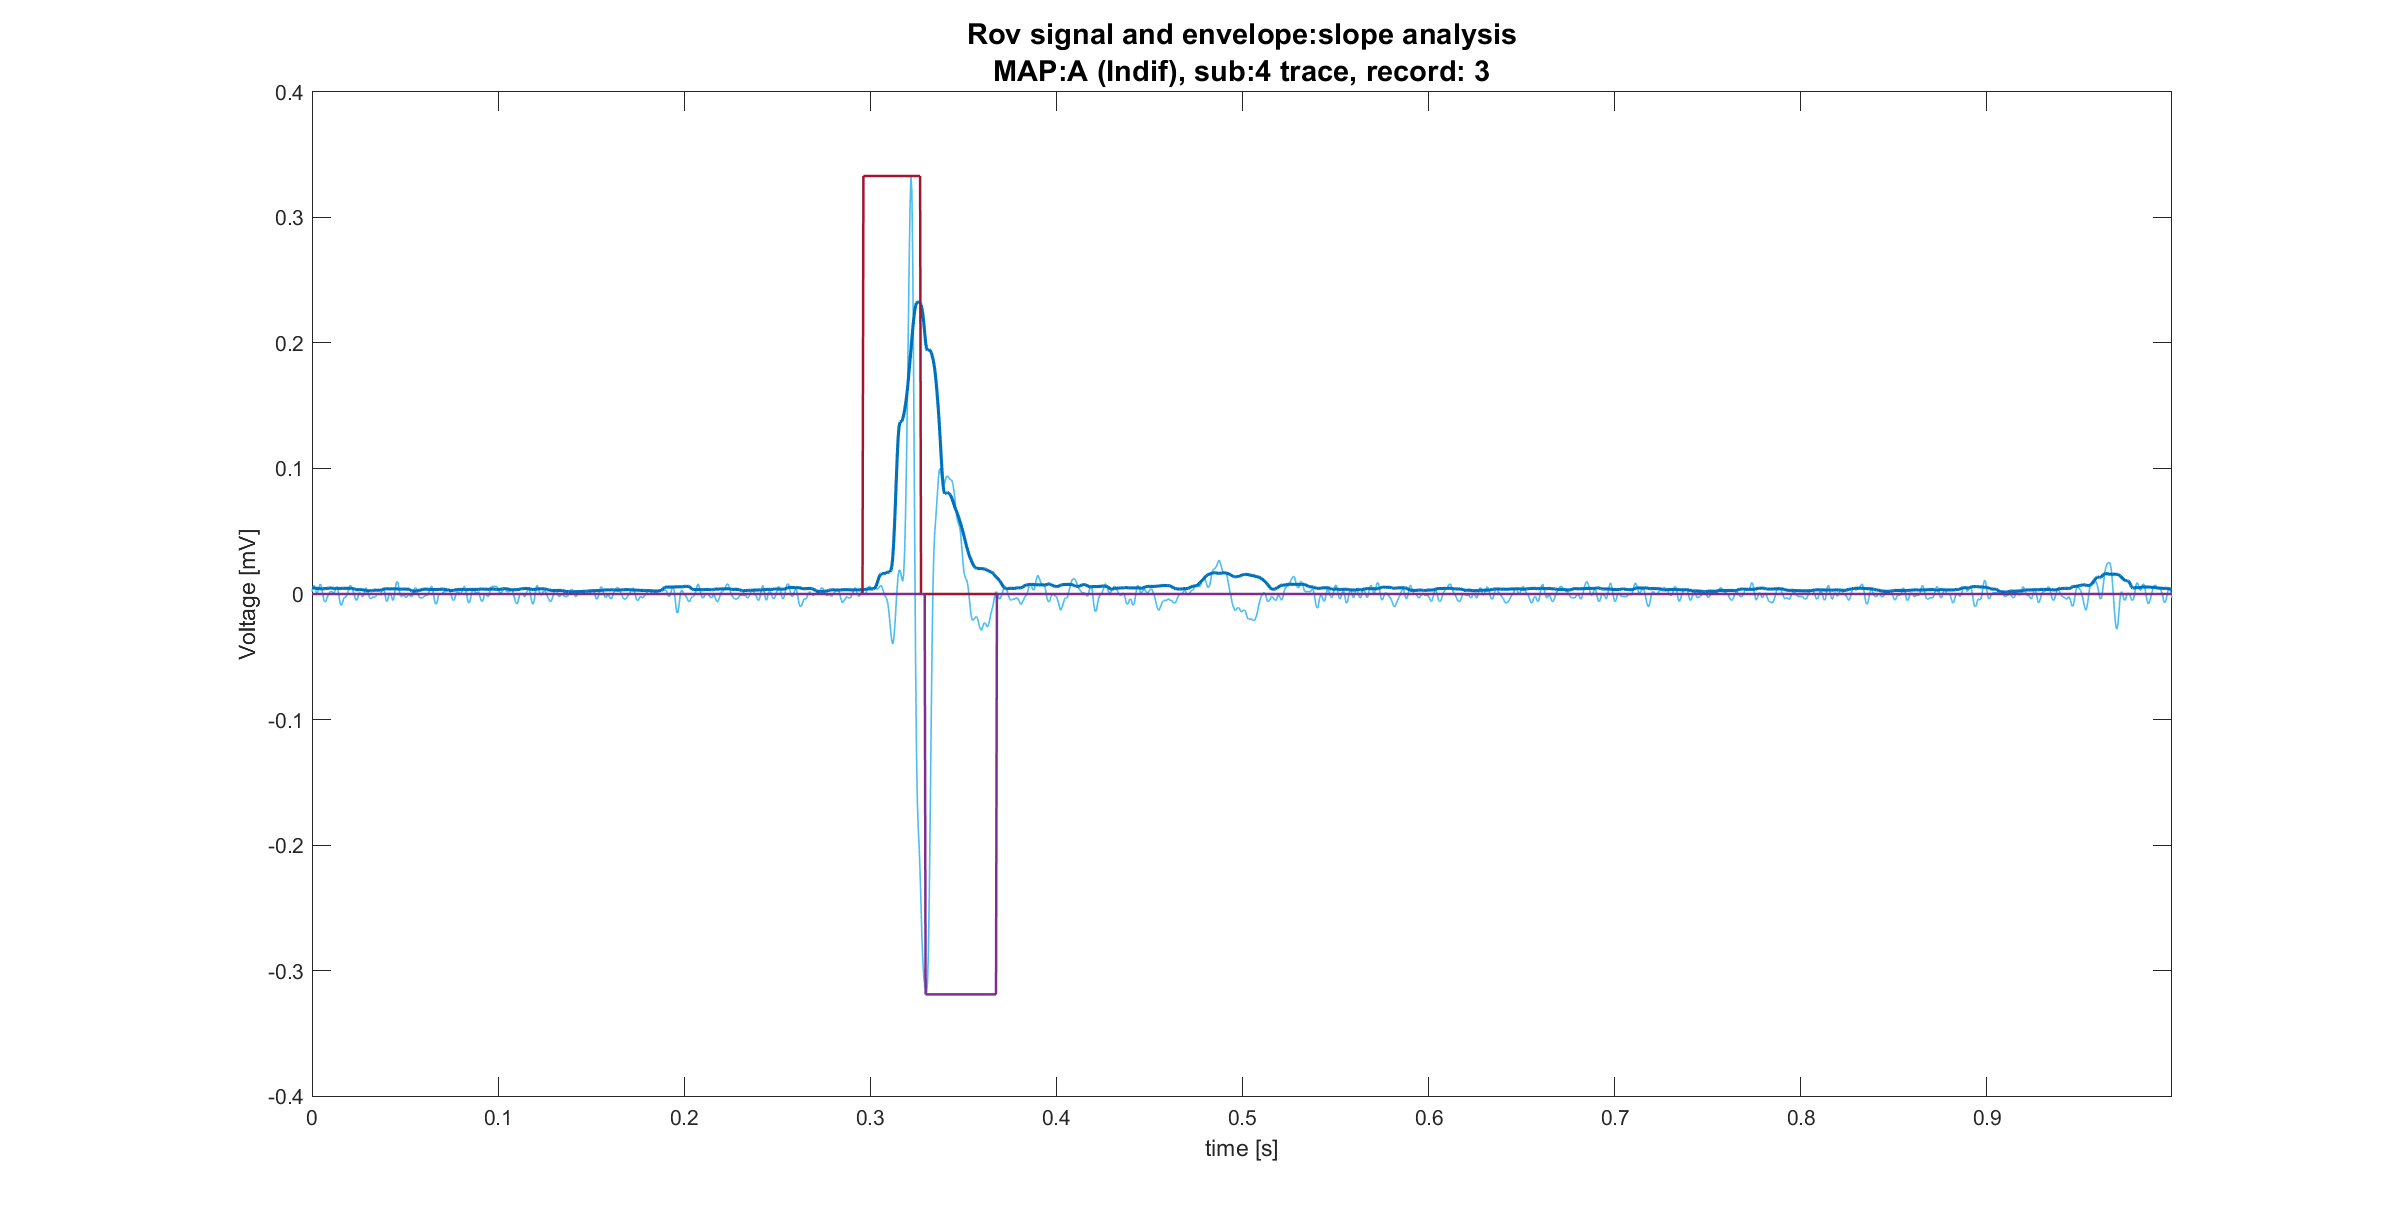 Rov signal and envelope:slope analysis
MAP:A (Indif), sub:4 trace, record: 3
0.4
0.3
0.2
0.1
0
-0.1
-0.2
-0.3
-0.4
Voltage [mV]
0 0.1 0.2 0.3 0.4 0.5 0.6 0.7 0.8 0.9
time [s]